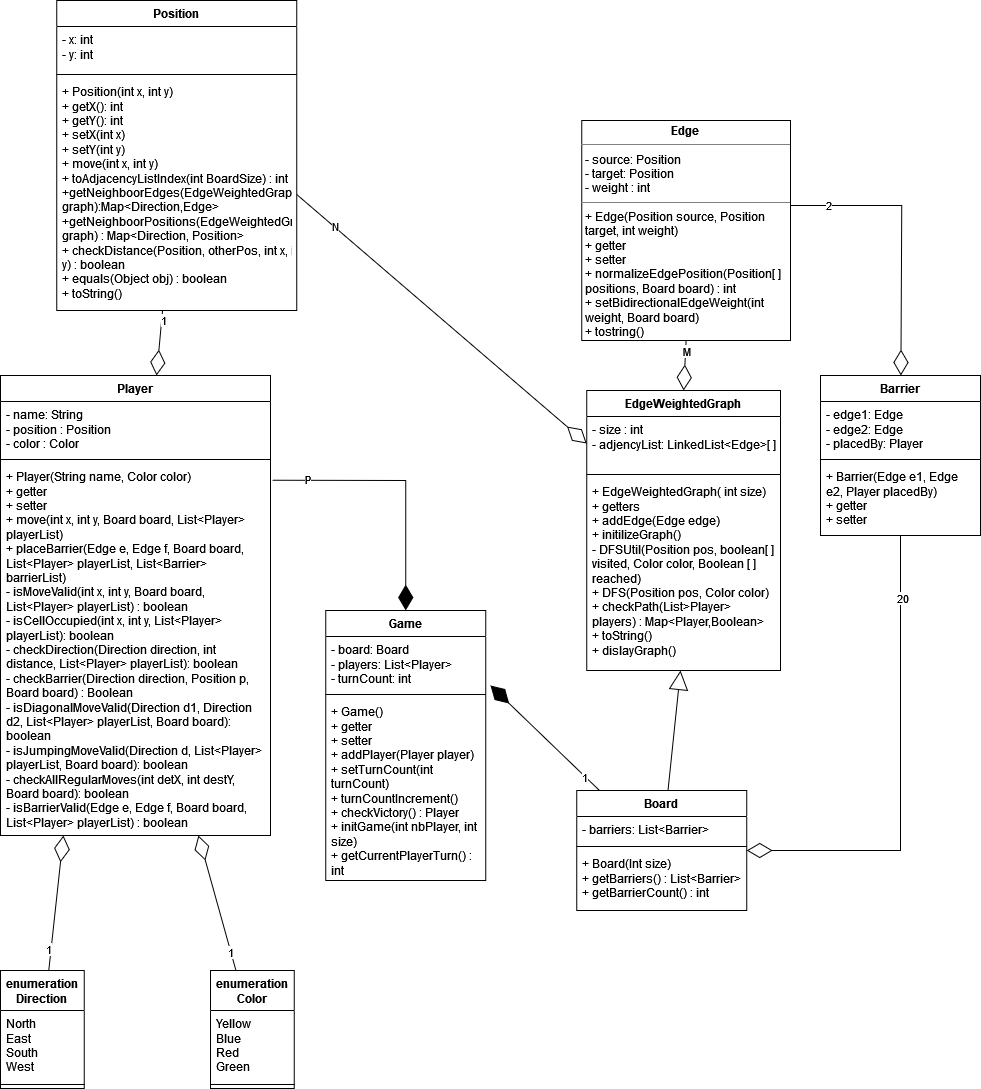 Position
- x: int
- y: int
+ Position(int x, int y)
+ getX(): int
+ getY(): int
+ setX(int x)
+ setY(int y)
+ move(int x, int y)
+ toAdjacencyListIndex(int BoardSize) : int
+getNeighboorEdges(EdgeWeightedGrap
graph):Map<Direction,Edge>
+getNeighboorPositions(EdgeWeightedGr
graph) : Map<Direction, Position>
+ checkDistance(Position, otherPos, int x, i
y) : boolean
+ equals(Object obj) : boolean
+ toString()
1
N
Edge
- source: Position
- target: Position
- weight : int
+ Edge(Position source, Position
target, int weight)
+ getter
+ setter
+ normalizeEdgePosition(Position[ ]
positions, Board board) : int
+ setBidirectionalEdgeWeight(int
weight, Board board)
+ tostring()
2
M
Player
- name: String
- position : Position
- color : Color
+ Player(String name, Color color)
+ getter
+ setter
+ move(int x, int y, Board board, List<Player>
playerList)
+ placeBarrier(Edge e, Edge f, Board board,
List<Player> playerList, List<Barrier>
barrierList)
- isMoveValid(int x, int y, Board board,
List<Player> playerList) : boolean
- isCellOccupied(int x, int y, List<Player>
playerList): boolean
- checkDirection(Direction direction, int
distance, List<Player> playerList): boolean
- checkBarrier(Direction direction, Position p,
Board board) : Boolean
- isDiagonalMoveValid(Direction d1, Direction
d2, List<Player> playerList, Board board):
boolean
- isJumpingMoveValid(Direction d, List<Player>
playerList, Board board): boolean
- checkAllRegularMoves(int detX, int destY,
Board board): boolean
- isBarrierValid(Edge e, Edge f, Board board,
List<Player> playerList) : boolean
P
EdgeWeightedGraph
- size : int
- adjencyList: LinkedList<Edge>[ ]
+ EdgeWeightedGraph( int size)
+ getters
+ addEdge(Edge edge)
+ initilizeGraph()
- DFSUtil(Position pos, boolean[ ]
visited, Color color, Boolean [ ]
reached)
+ DFS(Position pos, Color color)
+ checkPath(List>Player>
players) : Map<Player,Boolean>
+ toString()
+ dislayGraph()
Barrier
- edge1: Edge
- edge2: Edge
- placedBy: Player
+ Barrier(Edge e1, Edge
e2, Player placedBy)
+ getter
+ setter
20
Game
- board: Board
- players: List<Player>
- turnCount: int
+ Game()
+ getter
+ setter
+ addPlayer(Player player)
+ setTurnCount(int
turnCount)
+ turnCountIncrement()
+ checkVictory() : Player
+ initGame(int nbPlayer, int
size)
+ getCurrentPlayerTurn() :
int
1
Board
- barriers: List<Barrier>
+ Board(Int size)
+ getBarriers() : List<Barrier>
+ getBarrierCount() : int
1
1
enumeration
Direction
North
East
South
West
enumeration
Color
Yellow
Blue
Red
Green